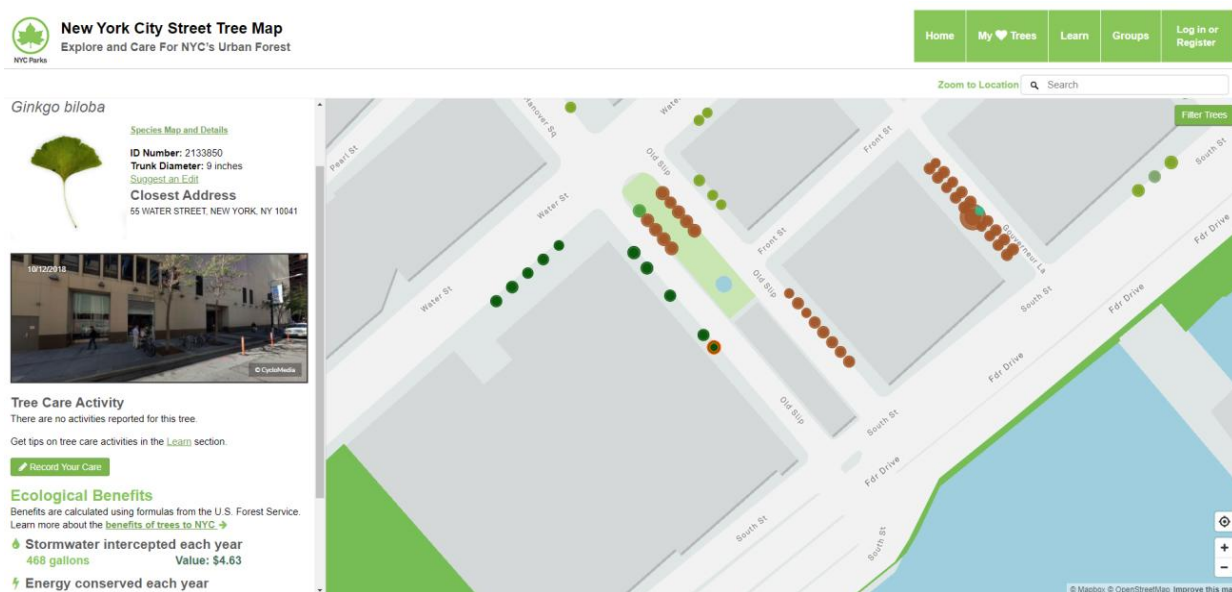 New York City Street Tree Map
Explore and Care For NYC's Urban Forest
NYC Parks
Home
My Trees
Learn
Groups
Log in or
Register
Zoom to Location
Search
Filter Trees
Ginkgo biloba
Species Map and Details
ID Number: 2133850
Trunk Diameter: 9 inches
Suggest an Edit
Closest Address
55 WATER STREET, NEW YORK, NY 10041
10/12/2018
© CycloMedia
Tree Care Activity
There are no activities reported for this tree.
Get tips on tree care activities in the Learn section.
Record Your Care
Ecological Benefits
Benefits are calculated using formulas from the U.S. Forest Service.
Learn more about the benefits of trees to NYC →
Stormwater intercepted each year
468 gallons
Value: $4.63
Energy conserved each year
Pearl St
Hanover Sq
Water St
Old Slip
Water St
Water St
Front St
Front St
Old Slip
Old Slip
Gouverneur La
South St
South St
South St
South St
South St
Fdr Drive
Fdr Drive
Fdr Drive
Fdr Drive
+
−
© Mapbox © OpenStreetMap Improve this ma